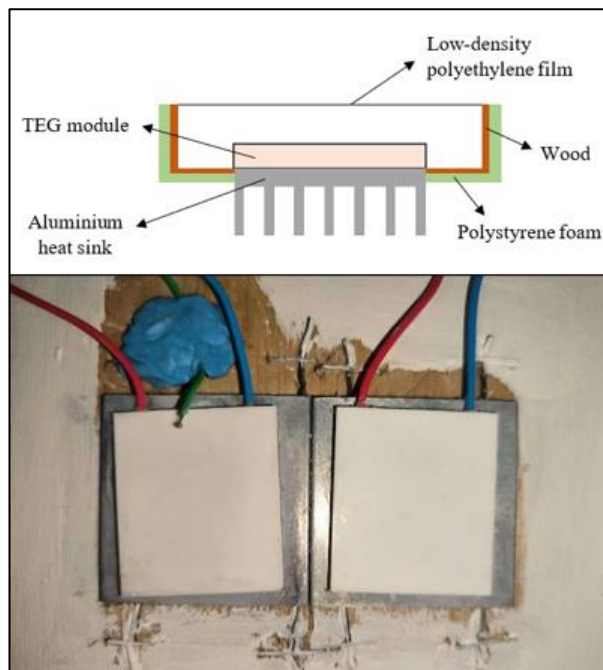 Low-density
polyethylene film
TEG module
Wood
Aluminium
heat sink
Polystyrene foam